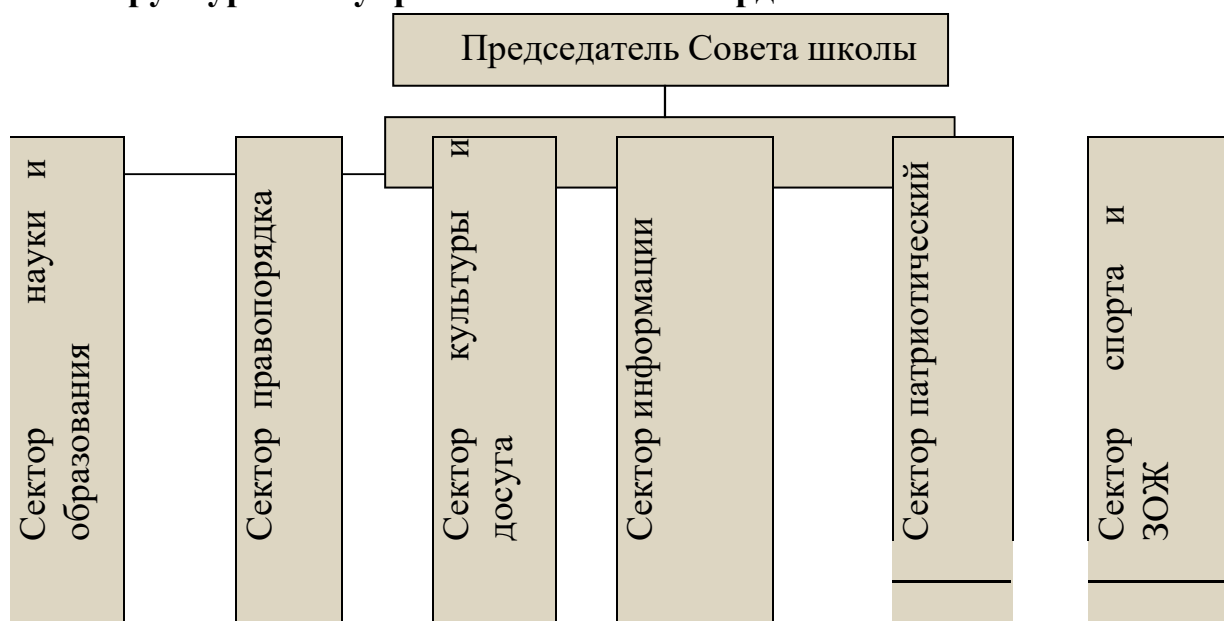 Председатель Совета школы
Сектор науки и
образования
Сектор правопорядка
Сектор культуры и
досуга
Сектор информации
Сектор патриотический
Сектор спорта и
ЗОЖ